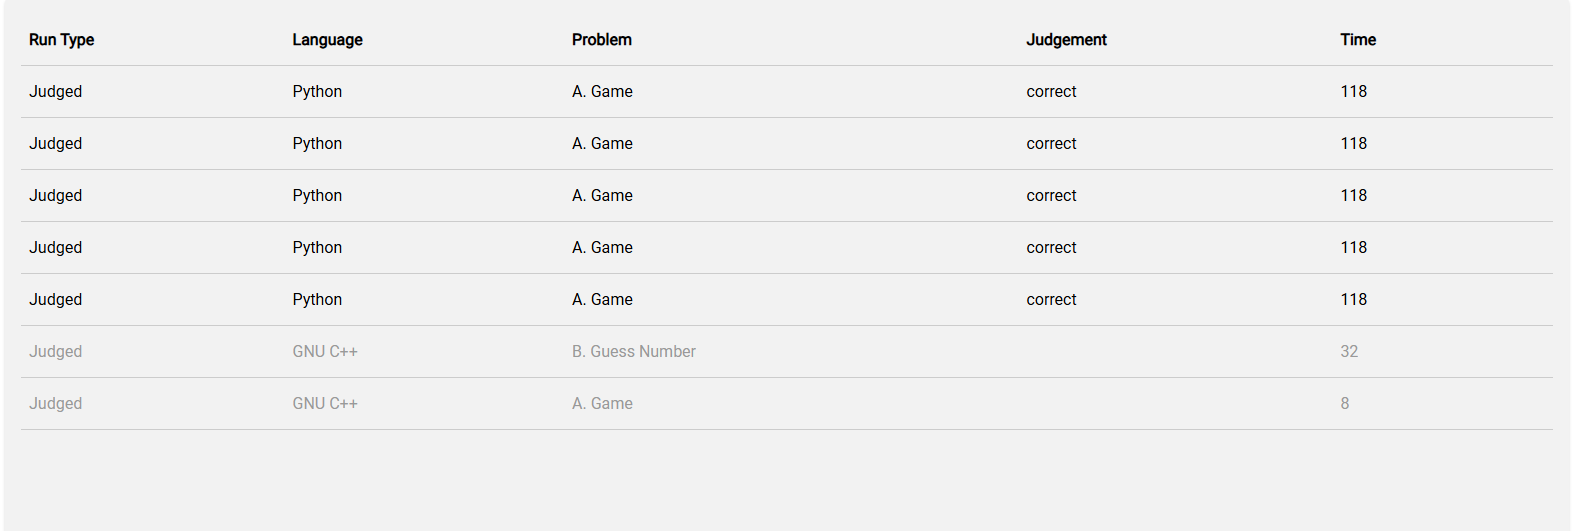 Run Type Language Problem Judgement Time
Judged Python A. Game correct 118
Judged Python A. Game correct 118
Judged Python A. Game correct 118
Judged Python A. Game correct 118
Judged Python A. Game correct 118
Judged GNU C++ B. Guess Number 32
Judged GNU C++ A. Game 8